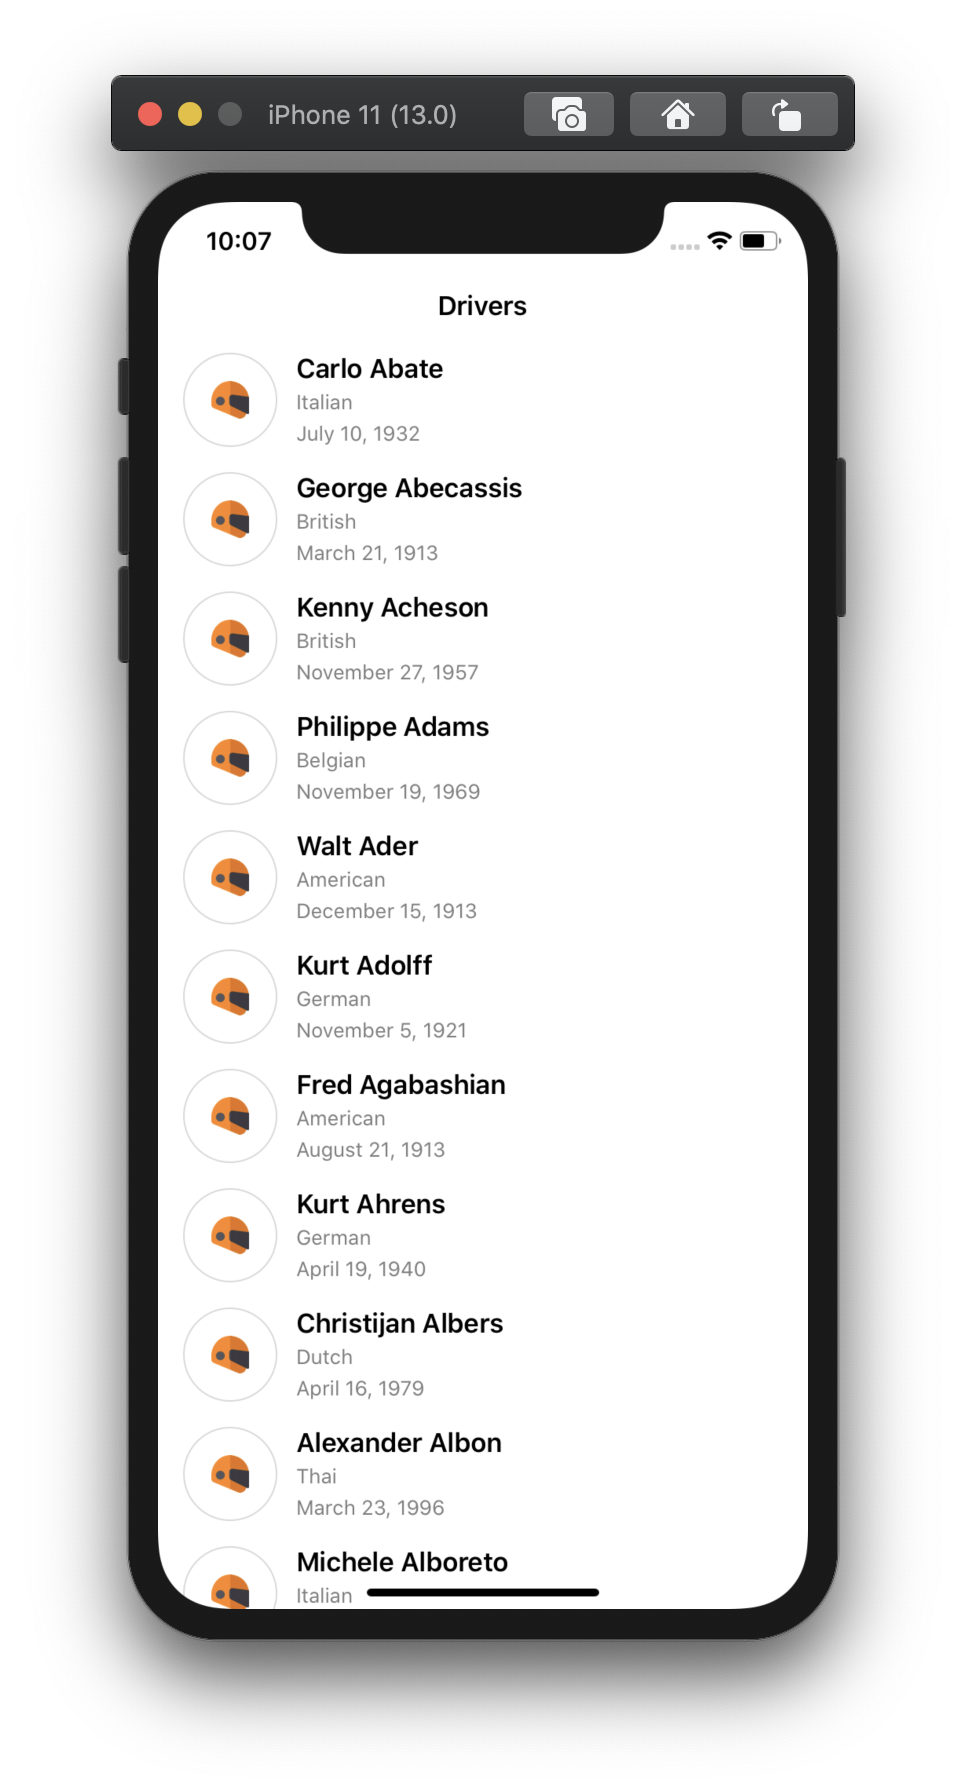 iPhone 11 (13.0)
10:07
Drivers
Carlo Abate
Italian
July 10, 1932
George Abecassis
British
March 21, 1913
Kenny Acheson
British
November 27, 1957
Philippe Adams
Belgian
November 19, 1969
Walt Ader
American
December 15, 1913
Kurt Adolff
German
November 5, 1921
Fred Agabashian
American
August 21, 1913
Kurt Ahrens
German
April 19, 1940
Christijan Albers
Dutch
April 16, 1979
Alexander Albon
Thai
March 23, 1996
Michele Alboreto
Italian